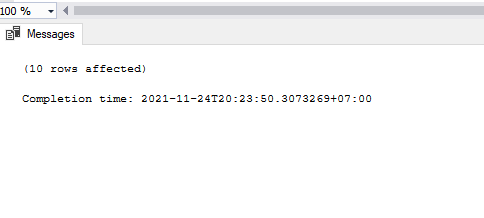 100 %
Messages
(10 rows affected)
Completion time: 2021-11-24T20:23:50.3073269+07:00